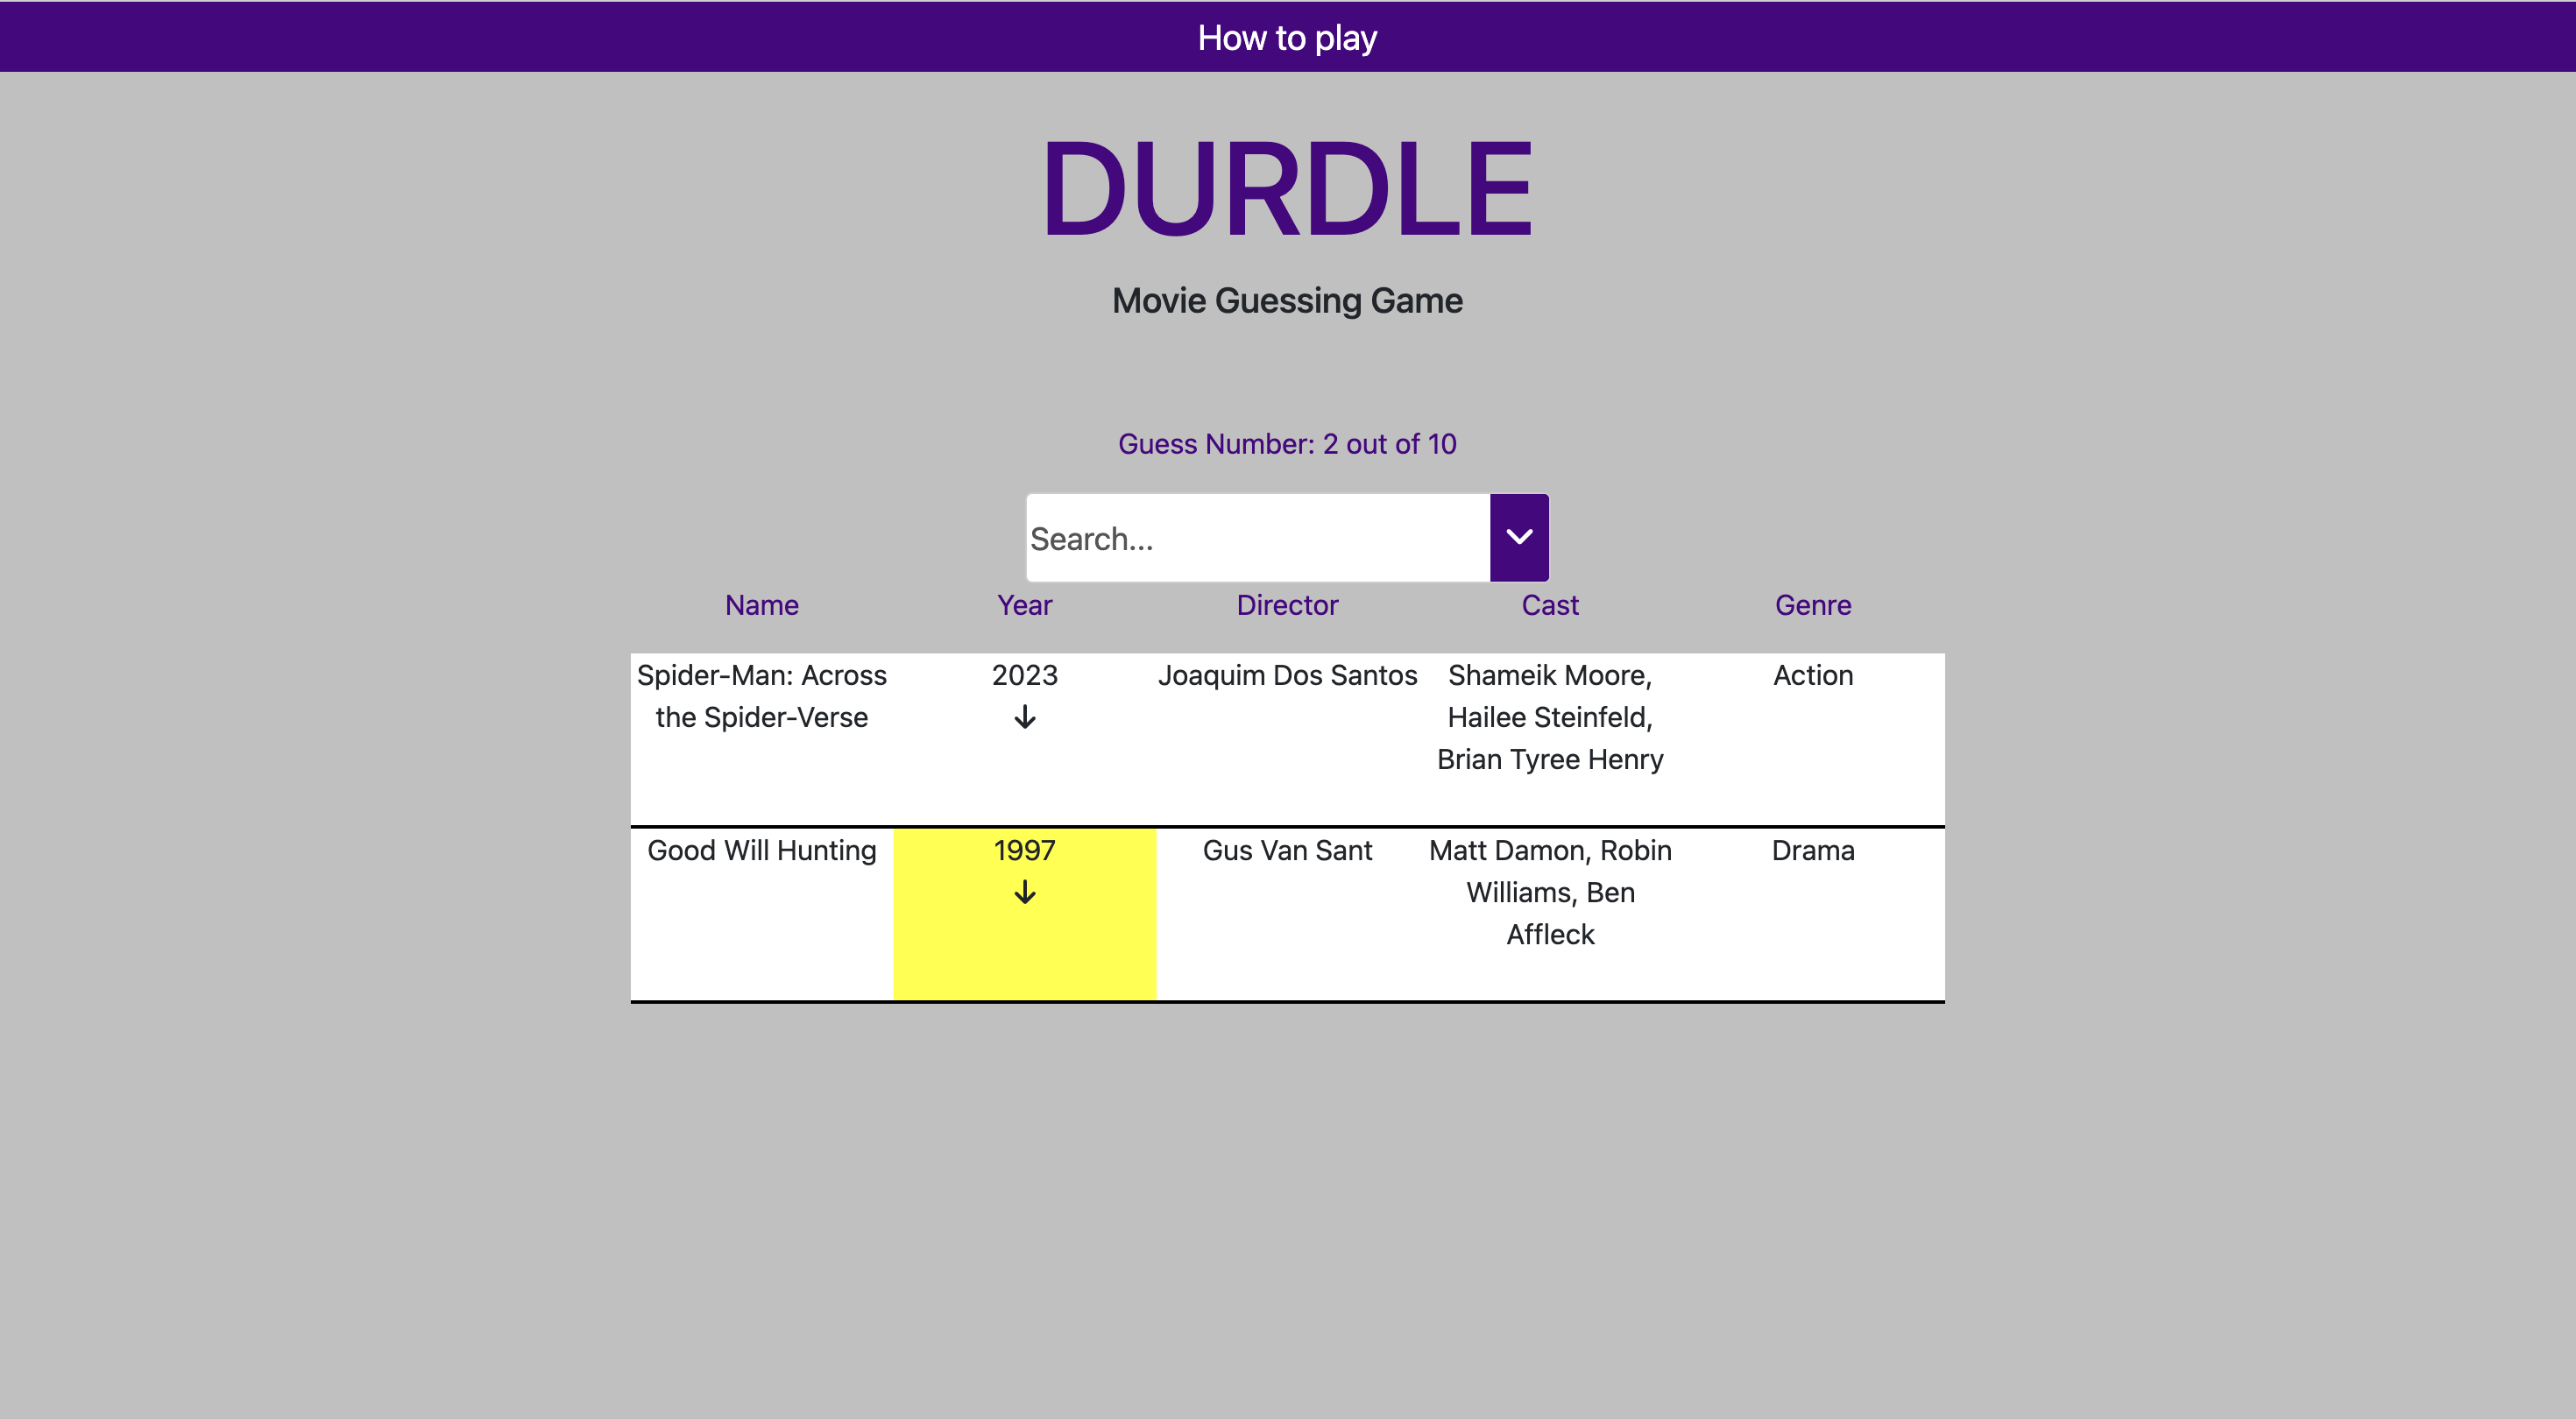 How to play
DURDLE
Movie Guessing Game
Guess Number: 2 out of 10
Search...
Name Year Director Cast Genre
Spider-Man: Across 2023 Joaquim Dos Santos Shameik Moore, Action
the Spider-Verse ↓ Hailee Steinfeld,
Brian Tyree Henry
Good Will Hunting 1997 Gus Van Sant Matt Damon, Robin Drama
↓ Williams, Ben
Affleck